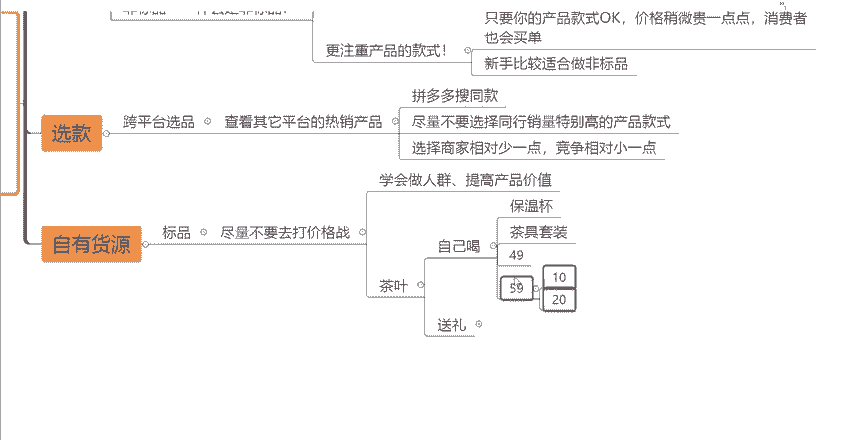 只要你的产品款式OK，价格稍微贵一点点，消费者
也会买单
更注重产品的款式！
新手比较适合做非标品
拼多多搜同款
选款
跨平台选品
查看其它平台的热销产品
尽量不要选择同行销量特别高的产品款式
选择商家相对少一点，竞争相对小一点
学会做人群、提高产品价值
保温杯
自有货源
标品
尽量不要去打价格战
自己喝
茶具套装
49
茶叶
59
10
20
送礼